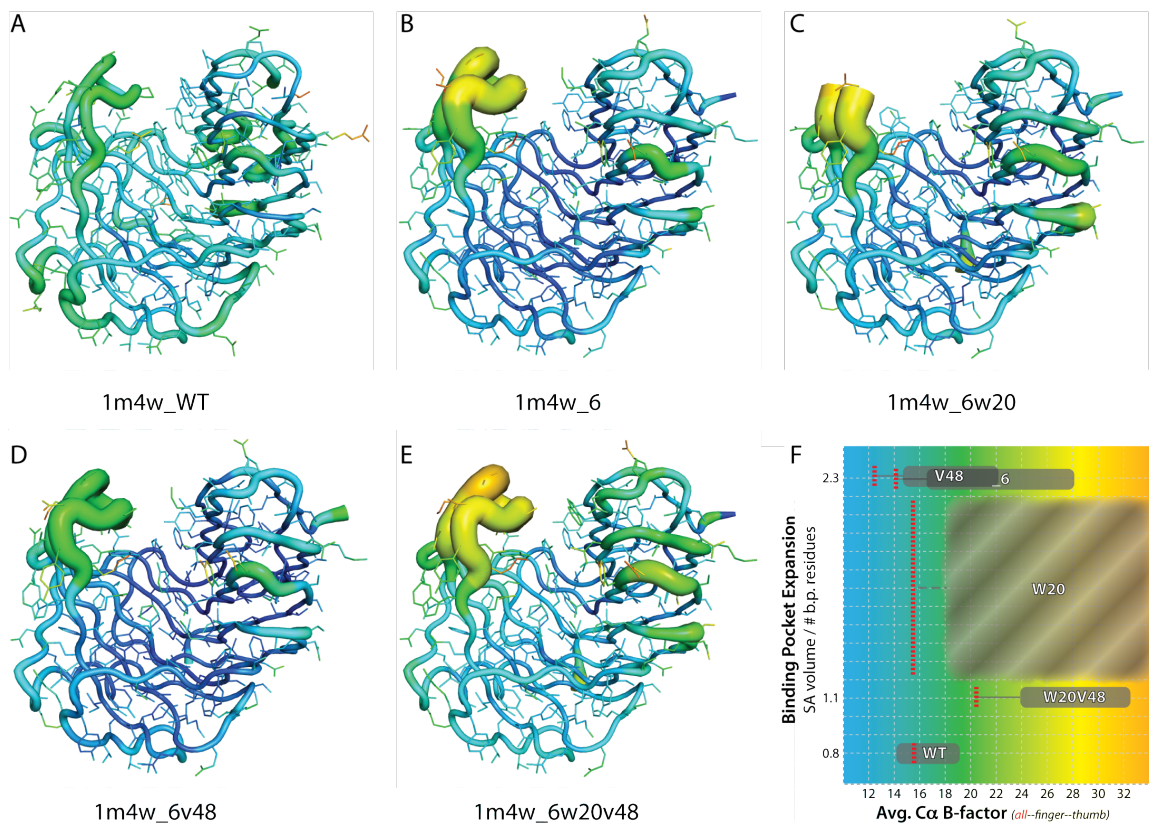 A
B
C
1m4w_WT
1m4w_6
1m4w_6w20
D
E
F
1m4w_6v48
1m4w_6w20v48
Binding Pocket Expansion
SA volume / # b.p. residues
2.3
1.1
0.8
V48
_6
W20
W20V48
WT
12 14 16 18 20 22 24 26 28 30 32
Avg. Cα B-factor (all--finger--thumb)